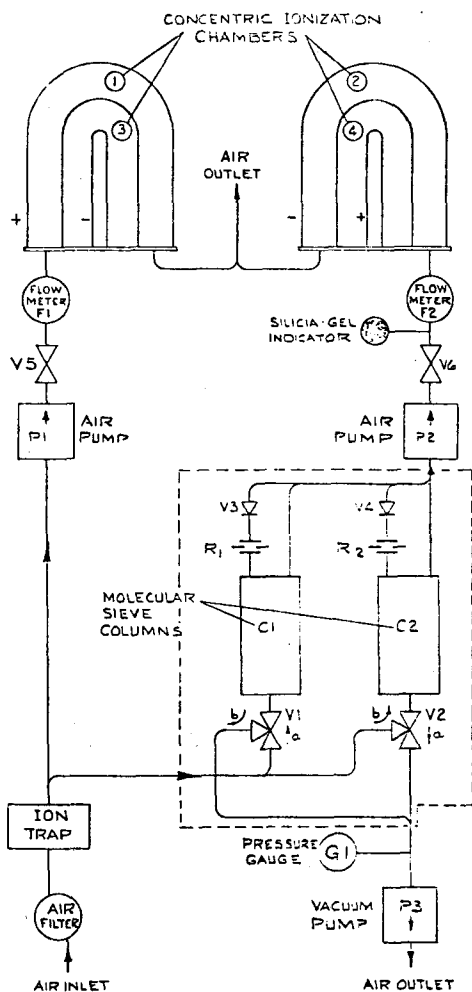 CONCENTRIC IONIZATION
CHAMBERS
1
2
3
4
AIR
OUTLET
+
-
-
+
FLOW
METER
F1
FLOW
METER
F2
SILICIA-GEL
INDICATOR
V5
V6
P1
AIR
PUMP
AIR
PUMP
P2
V3
V4
R1
R2
MOLECULAR
SIEVE
COLUMNS
C1
C2
b
V1
a
b
V2
a
ION
TRAP
PRESSURE
GAUGE
G1
AIR
FILTER
VACUUM
PUMP
P3
AIR INLET
AIR OUTLET